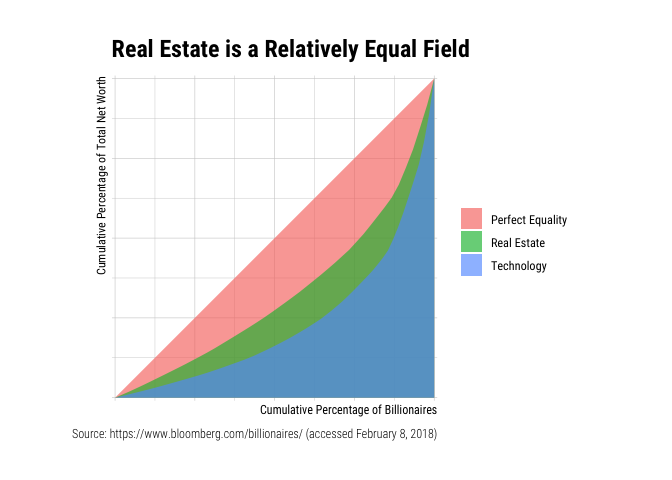 Real Estate is a Relatively Equal Field
Cumulative Percentage of Total Net Worth
Perfect Equality
Real Estate
Technology
Cumulative Percentage of Billionaires
Source: https://www.bloomberg.com/billionaires/ (accessed February 8, 2018)